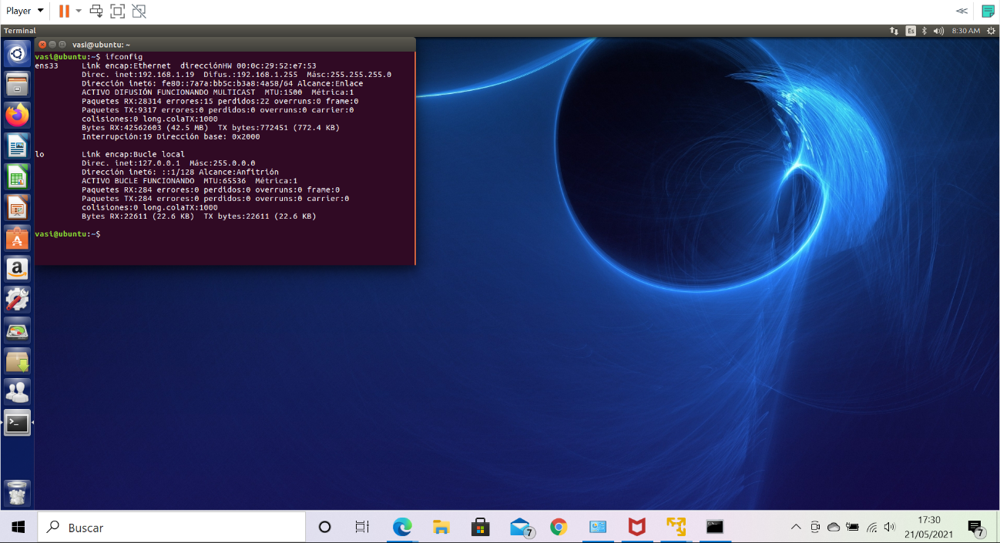 Player
Terminal
Es
8:30 AM
vasi@ubuntu: ~
vasi@ubuntu:~$ ifconfig
ens33 Link encap:Ethernet direcciónHW 00:0c:29:52:e7:53
Direc. inet:192.168.1.19 Difus.:192.168.1.255 Másc:255.255.255.0
Dirección inet6: fe80::7a7a:bb5c:b3a8:4a58/64 Alcance:Enlace
ACTIVO DIFUSIÓN FUNCIONANDO MULTICAST MTU:1500 Métrica:1
Paquetes RX:28314 errores:15 perdidos:22 overruns:0 frame:0
Paquetes TX:9317 errores:0 perdidos:0 overruns:0 carrier:0
colisiones:0 long.colaTX:1000
Bytes RX:42562603 (42.5 MB) TX bytes:772451 (772.4 KB)
Interrupción:19 Dirección base: 0x2000
lo Link encap:Bucle local
Direc. inet:127.0.0.1 Másc:255.0.0.0
Dirección inet6: ::1/128 Alcance:Anfitrión
ACTIVO BUCLE FUNCIONANDO MTU:65536 Métrica:1
Paquetes RX:284 errores:0 perdidos:0 overruns:0 frame:0
Paquetes TX:284 errores:0 perdidos:0 overruns:0 carrier:0
colisiones:0 long.colaTX:1000
Bytes RX:22611 (22.6 KB) TX bytes:22611 (22.6 KB)
vasi@ubuntu:~$
Buscar
7
17:30
21/05/2021
7